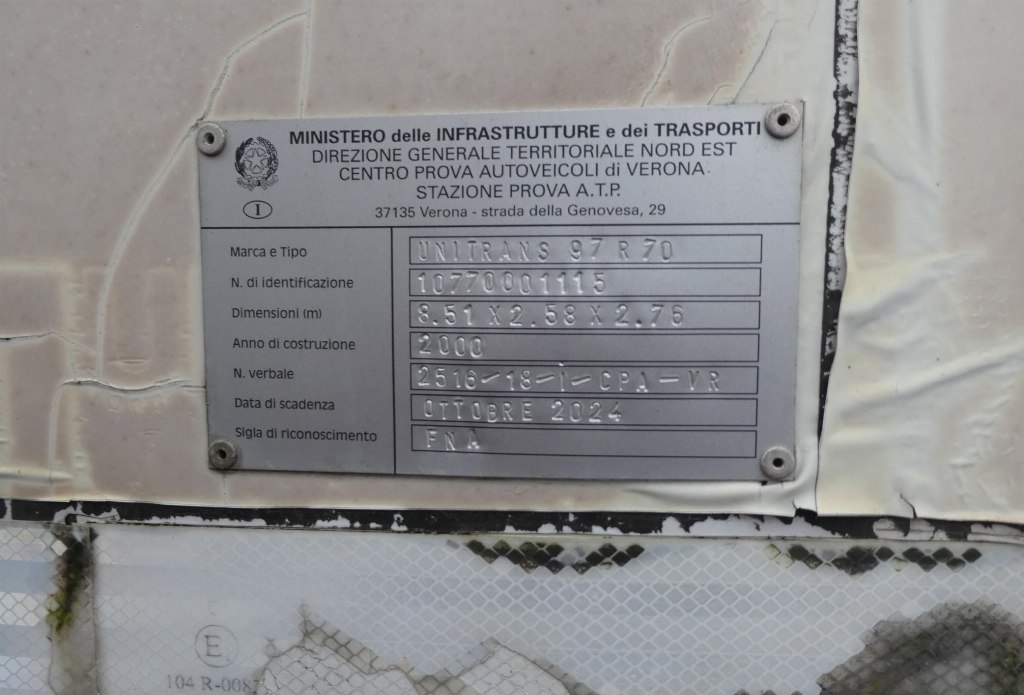 MINISTERO delle INFRASTRUTTURE e dei TRASPORTI
DIREZIONE GENERALE TERRITORIALE NORD EST
CENTRO PROVA AUTOVEICOLI di VERONA
STAZIONE PROVA A.T.P.
I
37135 Verona - strada della Genovesa, 29
Marca e Tipo UNITRANS 97 R 70
N. di identificazione 10770001115
Dimensioni (m) 8.51 X 2.58 X 2.76
Anno di costruzione 2000
N. verbale 2516-18-i-CPA-VR
Data di scadenza OTTOBRE 2024
Sigla di riconoscimento FNA
E
104 R-008